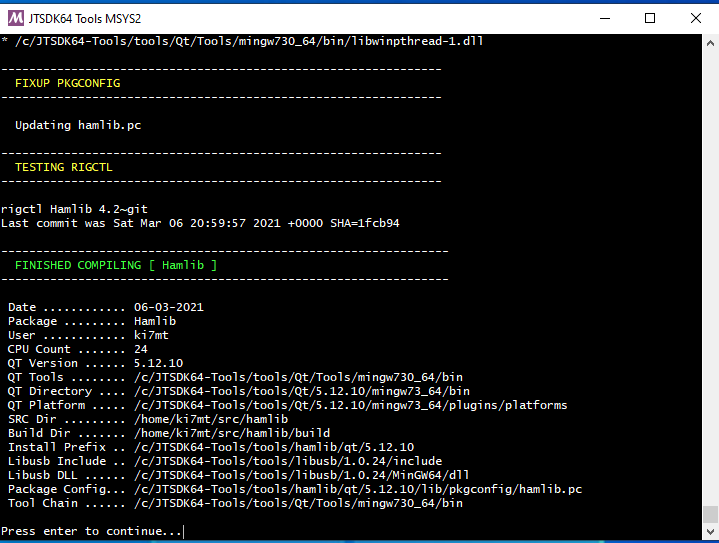 JTSDK64 Tools MSYS2
* /c/JTSDK64-Tools/tools/Qt/Tools/mingw730_64/bin/libwinpthread-1.dll
---------------------------------------------------------------
FIXUP PKGCONFIG
---------------------------------------------------------------
Updating hamlib.pc
---------------------------------------------------------------
TESTING RIGCTL
---------------------------------------------------------------
rigctl Hamlib 4.2~git
Last commit was Sat Mar 06 20:59:57 2021 +0000 SHA=1fcb94
----------------------------------------------------------------
FINISHED COMPILING [ Hamlib ]
----------------------------------------------------------------
Date ............ 06-03-2021
Package ......... Hamlib
User ............ ki7mt
CPU Count ....... 24
QT Version ...... 5.12.10
QT Tools ........ /c/JTSDK64-Tools/tools/Qt/Tools/mingw730_64/bin
QT Directory .... /c/JTSDK64-Tools/tools/Qt/5.12.10/mingw73_64/bin
QT Platform ..... /c/JTSDK64-Tools/tools/Qt/5.12.10/mingw73_64/plugins/platforms
SRC Dir ......... /home/ki7mt/src/hamlib
Build Dir ....... /home/ki7mt/src/hamlib/build
Install Prefix .. /c/JTSDK64-Tools/tools/hamlib/qt/5.12.10
Libusb Include .. /c/JTSDK64-Tools/tools/libusb/1.0.24/include
Libusb DLL ...... /c/JTSDK64-Tools/tools/libusb/1.0.24/MinGW64/dll
Package Config... /c/JTSDK64-Tools/tools/hamlib/qt/5.12.10/lib/pkgconfig/hamlib.pc
Tool Chain ...... /c/JTSDK64-Tools/tools/Qt/Tools/mingw730_64/bin
Press enter to continue...